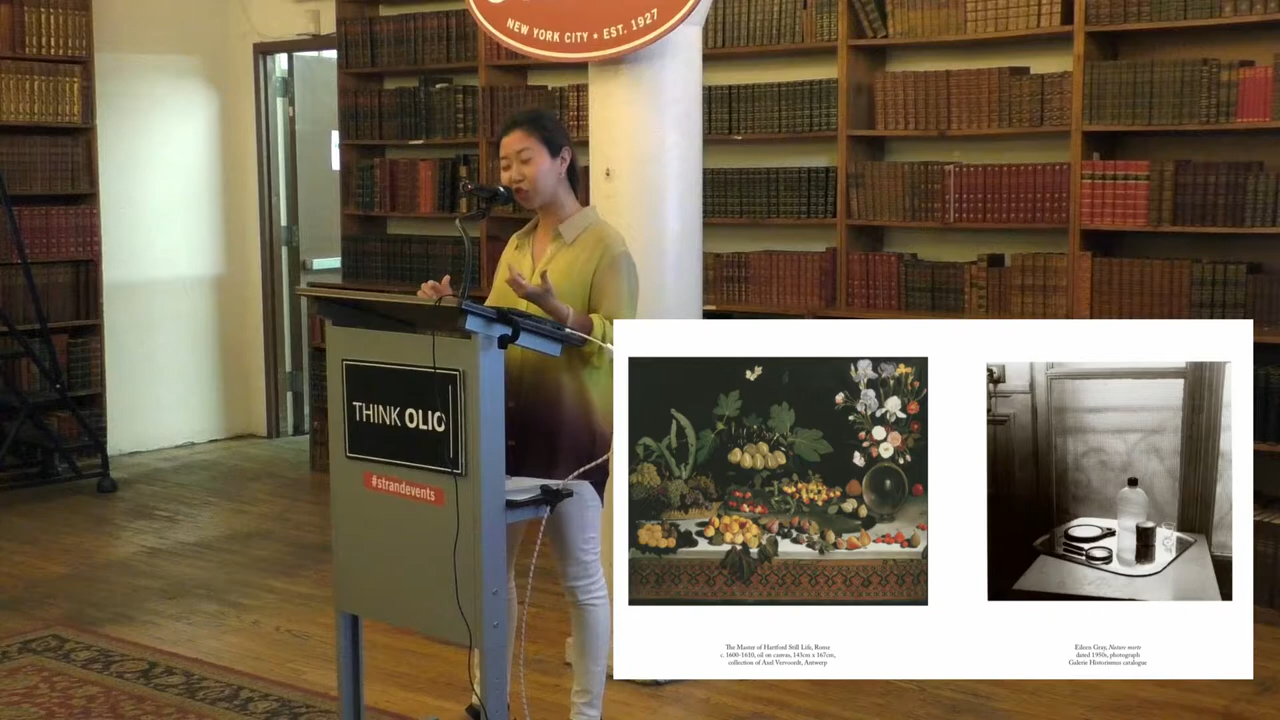 NEW YORK CITY ★ EST. 1927
THINK OLIO
#strandevents
The Master of Hartford Still Life, Rome
c. 1600-1610, oil on canvas, 143cm x 167cm,
collection of Axel Vervoordt, Antwerp
Eileen Gray, Nature morte
dated 1950s, photograph
Galerie Historismus catalogue